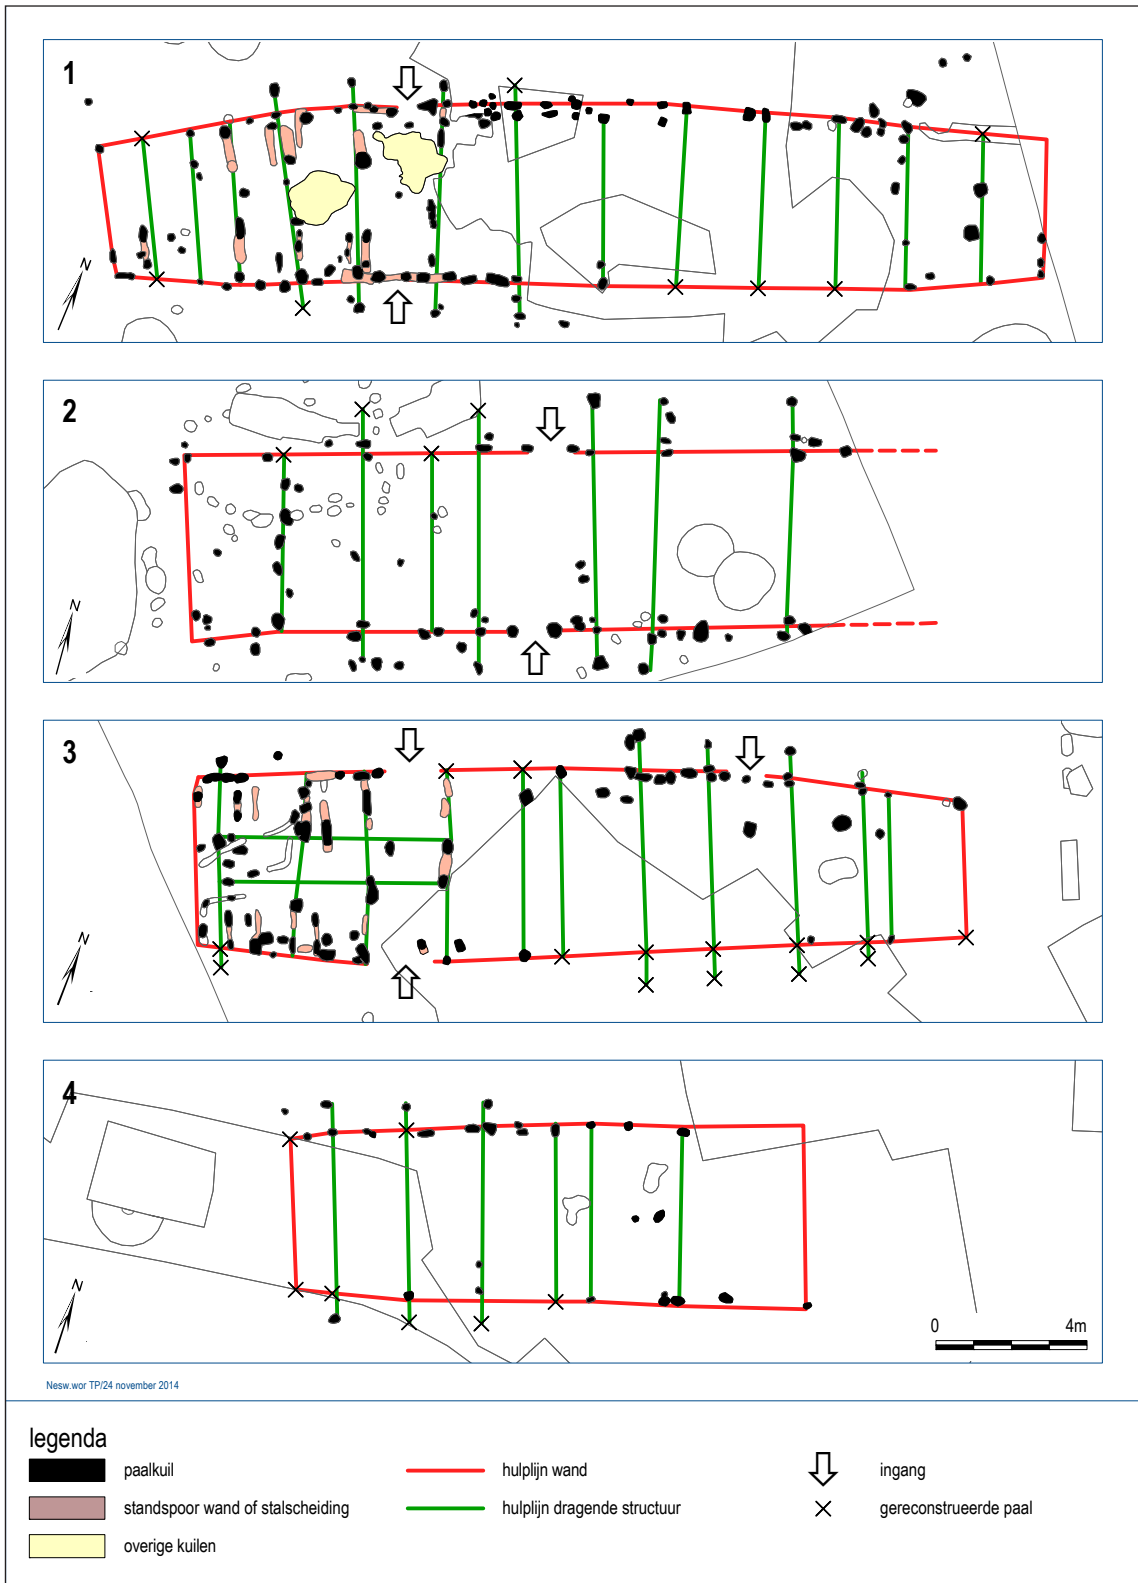 1
N
2
N
3
N
4
N
0 4m
Nesw.wor TP/24 november 2014
legenda
paalkuil
hulplijn wand
ingang
standspoor wand of stalscheiding
hulplijn dragende structuur
gereconstrueerde paal
overige kuilen